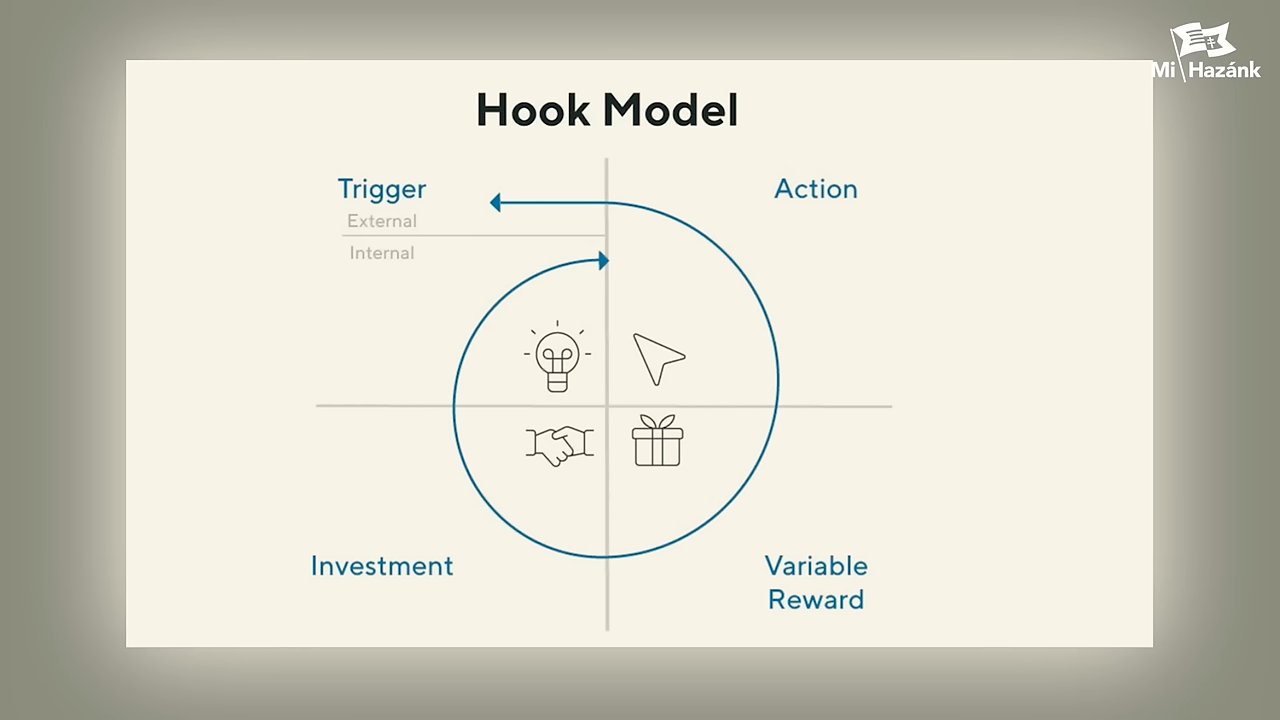 Mi Hazánk
Hook Model
Trigger
External
Internal
Action
Investment
Variable
Reward